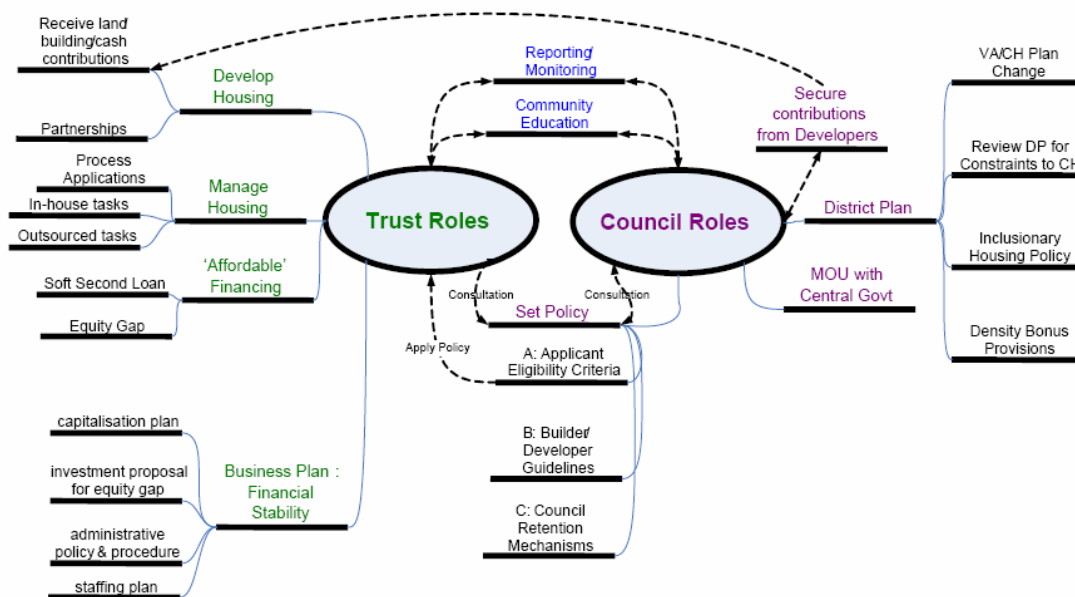 Receive land/
building/cash
contributions
Develop
Housing
Partnerships
Process
Applications
In-house tasks
Outsourced tasks
Manage
Housing
'Affordable'
Financing
Soft Second Loan
Equity Gap
capitalisation plan
investment proposal
for equity gap
administrative
policy & procedure
staffing plan
Business Plan :
Financial
Stability
Trust Roles
Reporting/
Monitoring
Community
Education
Council Roles
Consultation
Consultation
Set Policy
Apply Policy
A: Applicant
Eligibility Criteria
B: Builder/
Developer
Guidelines
C: Council
Retention
Mechanisms
Secure
contributions
from Developers
District Plan
MOU with
Central Govt
VA/CH Plan
Change
Review DP for
Constraints to CH
Inclusionary
Housing Policy
Density Bonus
Provisions